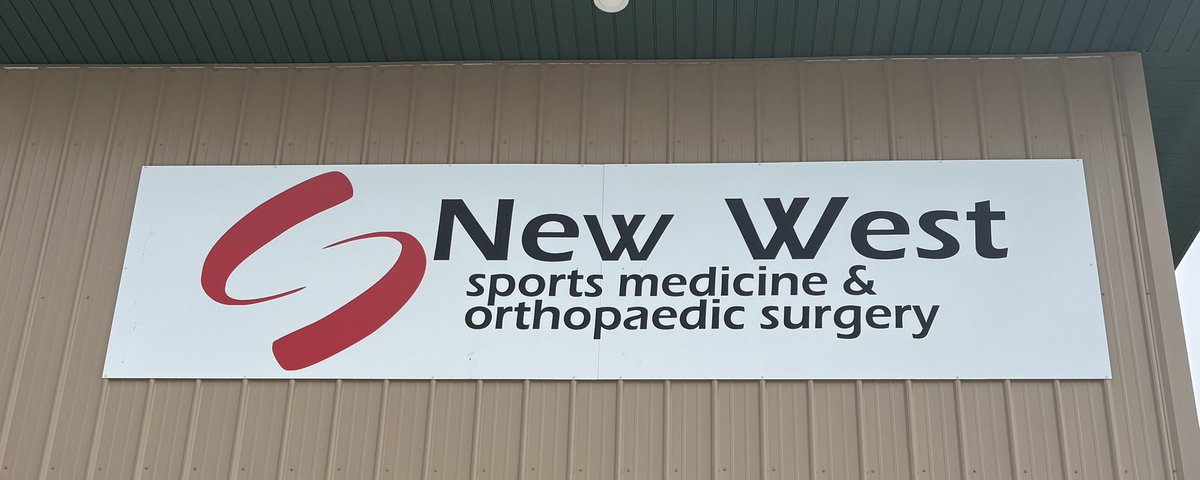 New West
sports medicine &
orthopaedic surgery